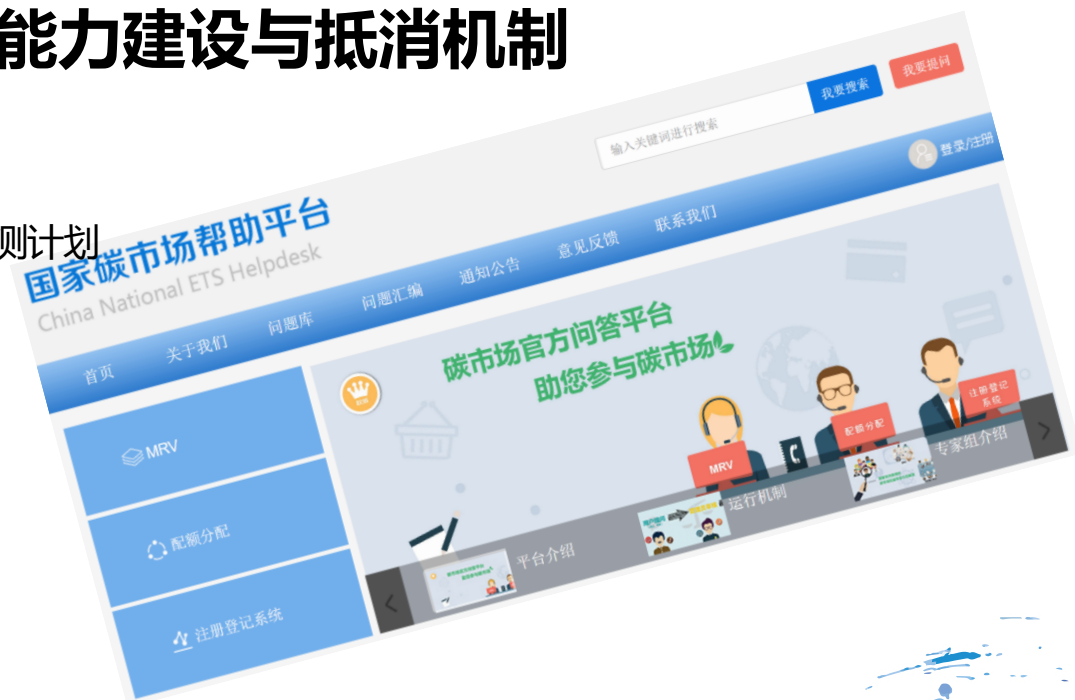 能力建设与抵消机制
我要提问
我要搜索
输入关键词进行搜索
登录/注册
测计划
国家碳市场帮助平台
China National ETS Helpdesk
首页
关于我们
问题库
问题汇编
通知公告
意见反馈
联系我们
MRV
配额分配
注册登记系统
碳市场官方问答平台
助您参与碳市场
MRV
配额分配
注册登记
系统
平台介绍
运行机制
专家组介绍